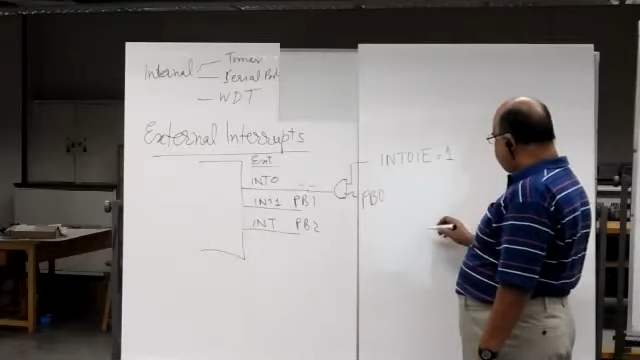 Internal Timer
Serial Port
- WDT
External Interrupts
Ext
INT0
INT1 PB1
INT PB2
INT0IE = 1
PB0